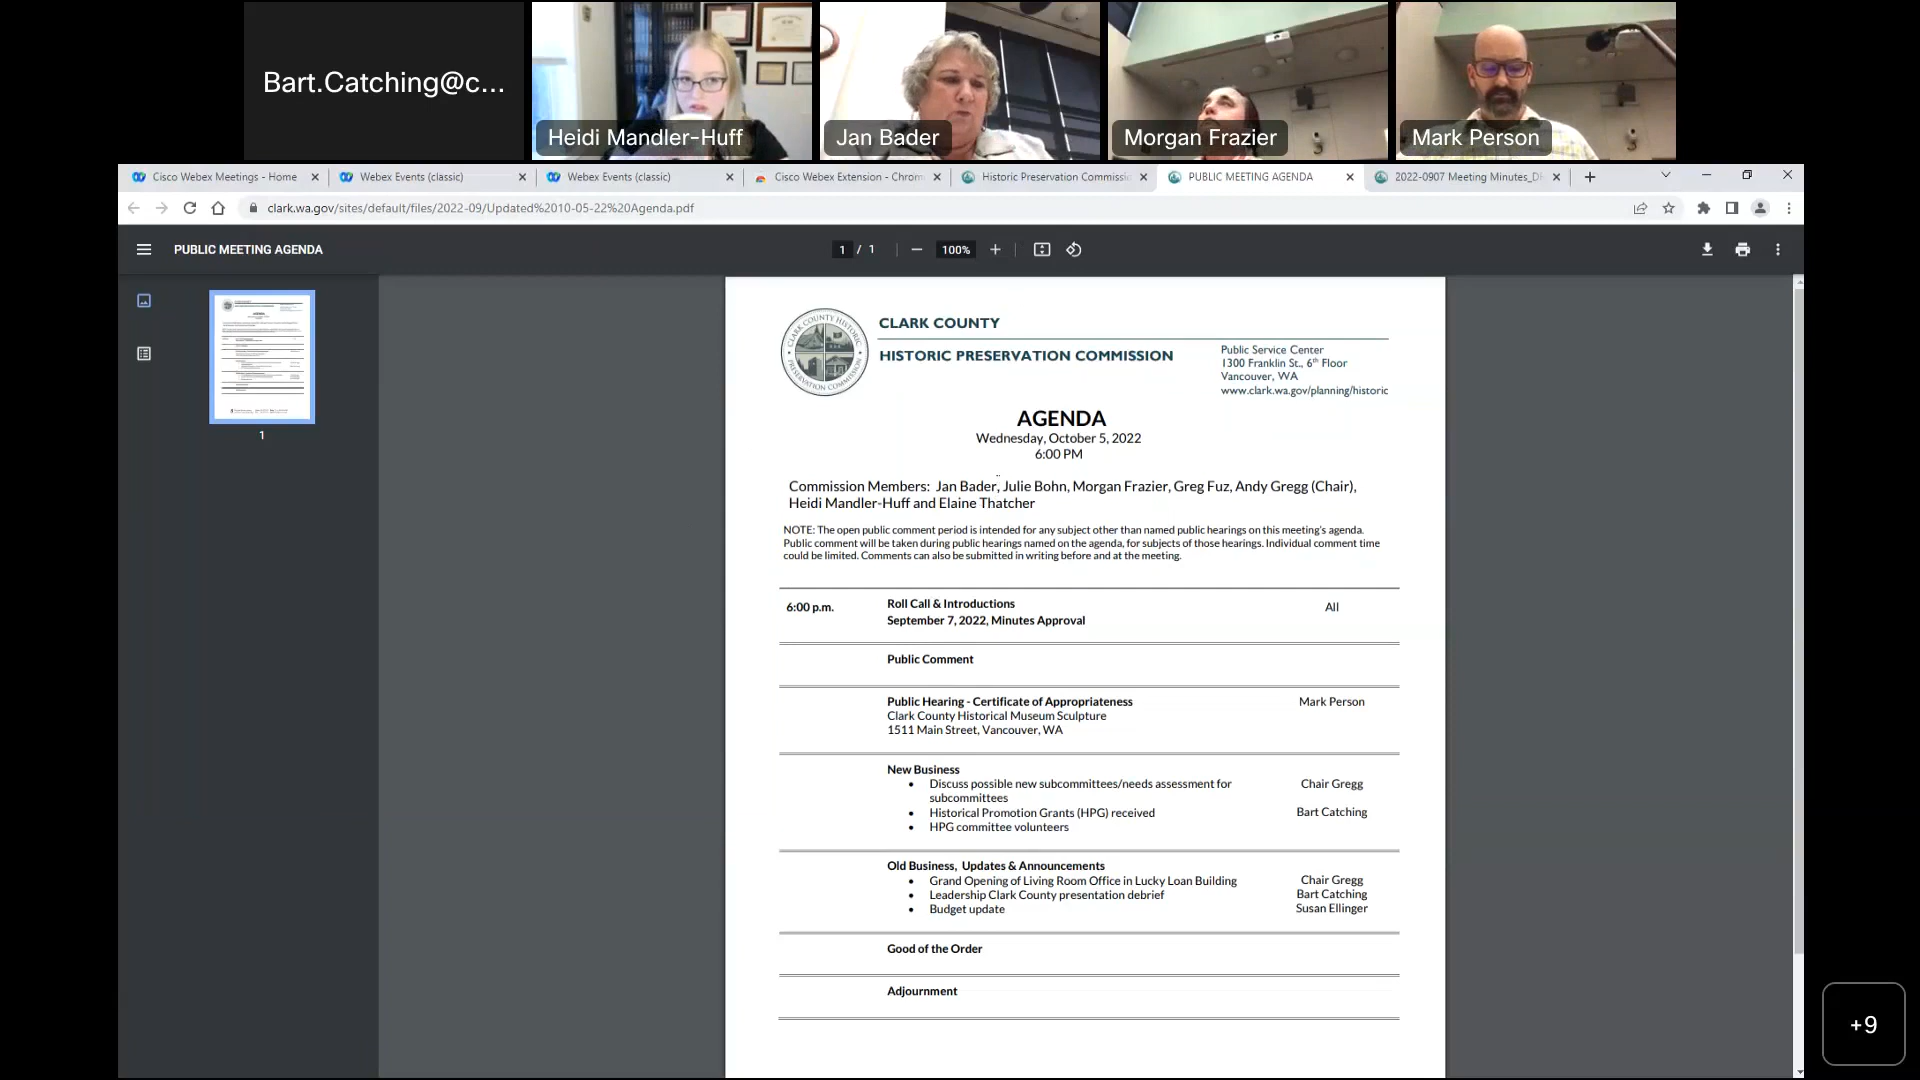 Bart.Catching@c...
Heidi Mandler-Huff
Jan Bader
Morgan Frazier
Mark Person
Cisco Webex Meetings - Home
Webex Events (classic)
Webex Events (classic)
Cisco Webex Extension - Chrom
Historic Preservation Commissio
PUBLIC MEETING AGENDA
2022-0907 Meeting Minutes_D
clark.wa.gov/sites/default/files/2022-09/Updated%2010-05-22%20Agenda.pdf
PUBLIC MEETING AGENDA
1 / 1
100%
1
CLARK COUNTY HISTORIC
PRESERVATION COMMISSION
CLARK COUNTY
HISTORIC PRESERVATION COMMISSION
Public Service Center
1300 Franklin St., 6th Floor
Vancouver, WA
www.clark.wa.gov/planning/historic
AGENDA
Wednesday, October 5, 2022
6:00 PM
Commission Members: Jan Bader, Julie Bohn, Morgan Frazier, Greg Fuz, Andy Gregg (Chair),
Heidi Mandler-Huff and Elaine Thatcher
NOTE: The open public comment period is intended for any subject other than named public hearings on this meeting's agenda.
Public comment will be taken during public hearings named on the agenda, for subjects of those hearings. Individual comment time
could be limited. Comments can also be submitted in writing before and at the meeting.
6:00 p.m.
Roll Call & Introductions
All
September 7, 2022, Minutes Approval
Public Comment
Public Hearing - Certificate of Appropriateness
Mark Person
Clark County Historical Museum Sculpture
1511 Main Street, Vancouver, WA
New Business
• Discuss possible new subcommittees/needs assessment for
Chair Gregg
subcommittees
• Historical Promotion Grants (HPG) received
Bart Catching
• HPG committee volunteers
Old Business, Updates & Announcements
• Grand Opening of Living Room Office in Lucky Loan Building
Chair Gregg
• Leadership Clark County presentation debrief
Bart Catching
• Budget update
Susan Ellinger
Good of the Order
Adjournment
+9